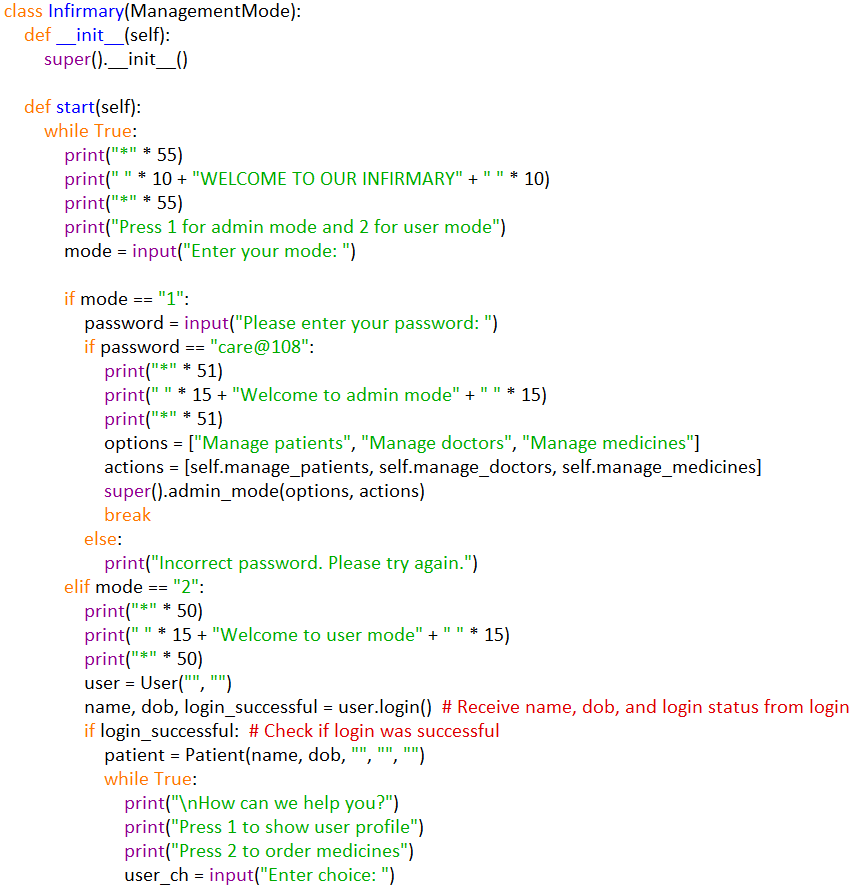 class Infirmary(ManagementMode):
    def __init__(self):
        super().__init__()

    def start(self):
        while True:
            print("*" * 55)
            print(" " * 10 + "WELCOME TO OUR INFIRMARY" + " " * 10)
            print("*" * 55)
            print("Press 1 for admin mode and 2 for user mode")
            mode = input("Enter your mode: ")

            if mode == "1":
                password = input("Please enter your password: ")
                if password == "care@108":
                    print("*" * 51)
                    print(" " * 15 + "Welcome to admin mode" + " " * 15)
                    print("*" * 51)
                    options = ["Manage patients", "Manage doctors", "Manage medicines"]
                    actions = [self.manage_patients, self.manage_doctors, self.manage_medicines]
                    super().admin_mode(options, actions)
                    break
                else:
                    print("Incorrect password. Please try again.")
            elif mode == "2":
                print("*" * 50)
                print(" " * 15 + "Welcome to user mode" + " " * 15)
                print("*" * 50)
                user = User("", "")
                name, dob, login_successful = user.login()  # Receive name, dob, and login status from login
                if login_successful:  # Check if login was successful
                    patient = Patient(name, dob, "", "", "")
                    while True:
                        print("\nHow can we help you?")
                        print("Press 1 to show user profile")
                        print("Press 2 to order medicines")
                        user_ch = input("Enter choice: ")